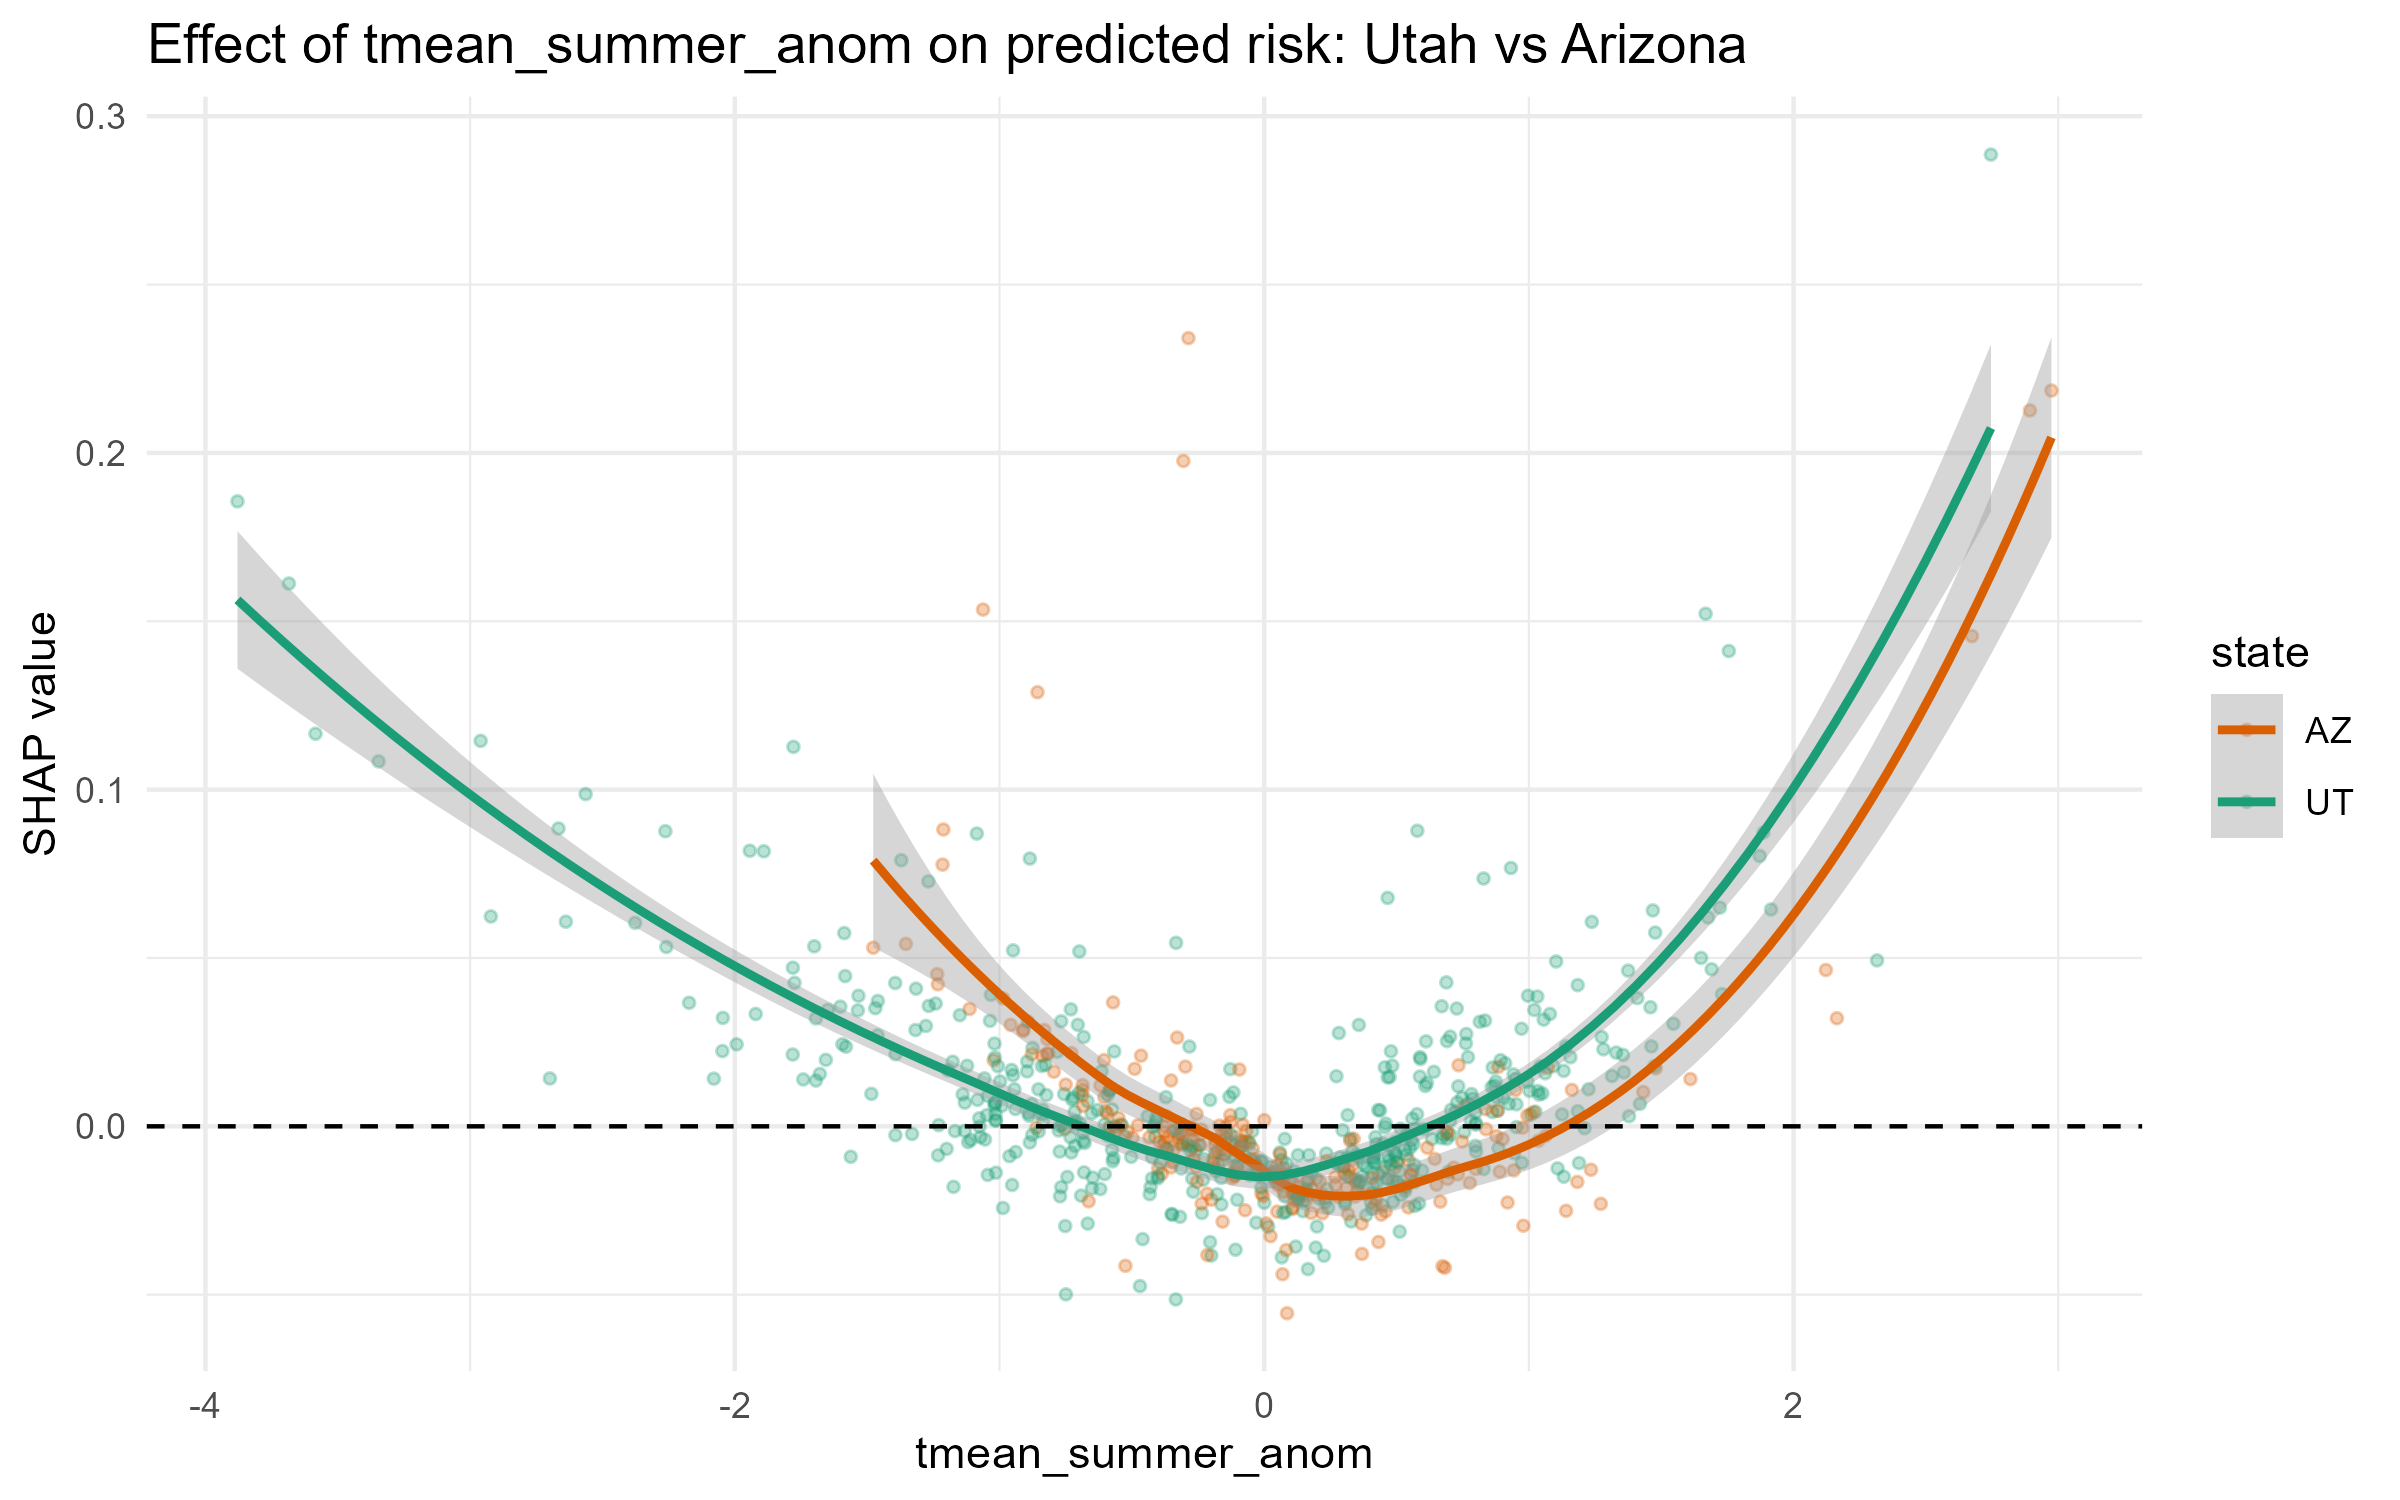 Effect of tmean_summer_anom on predicted risk: Utah vs Arizona
0.3
0.2
0.1
0.0
SHAP value
-4
-2
0
2
tmean_summer_anom
state
AZ
UT